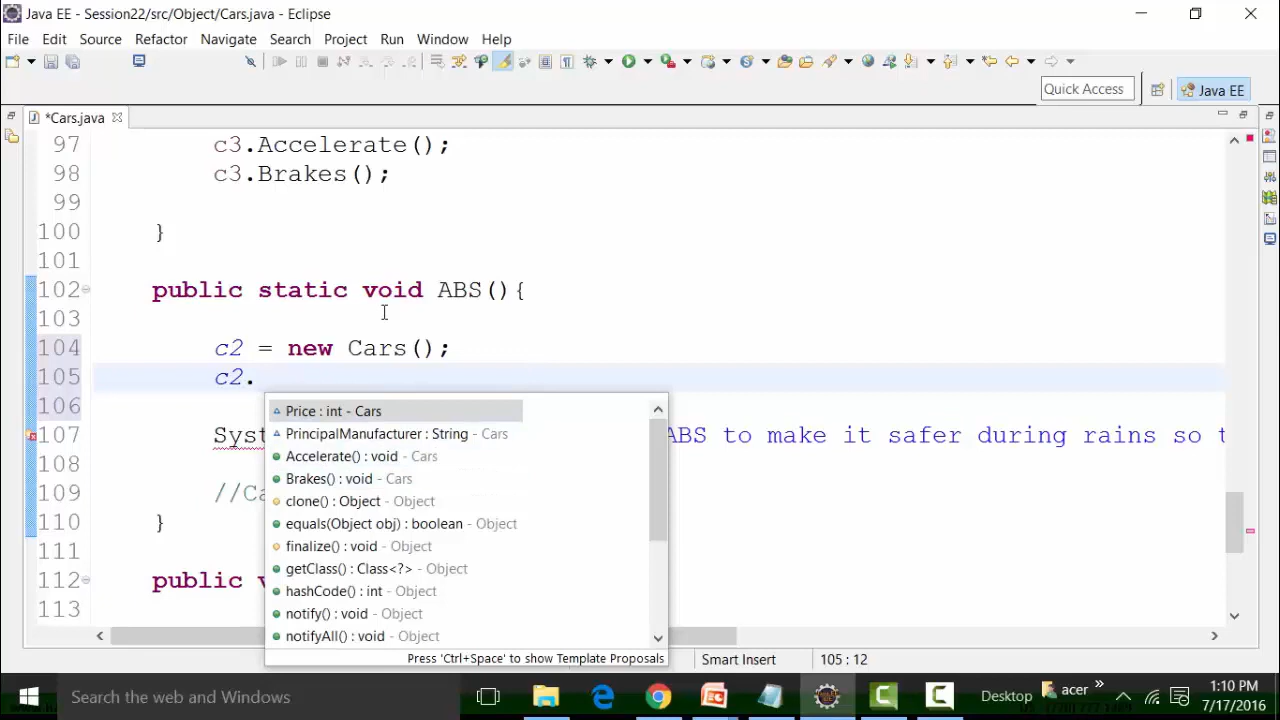 Java EE - Session22/src/Object/Cars.java - Eclipse
File Edit Source Refactor Navigate Search Project Run Window Help
Quick Access
Java EE
*Cars.java
97 c3.Accelerate();
98 c3.Brakes();
99
100 }
101
102 public static void ABS(){
103
104 c2 = new Cars();
105 c2.
106
107 Syst ABS to make it safer during rains so t
108
109 //Ca
110 }
111
112 public v
113
Price : int - Cars
PrincipalManufacturer : String - Cars
Accelerate() : void - Cars
Brakes() : void - Cars
clone() : Object - Object
equals(Object obj) : boolean - Object
finalize() : void - Object
getClass() : Class<?> - Object
hashCode() : int - Object
notify() : void - Object
notifyAll() : void - Object
Press 'Ctrl+Space' to show Template Proposals
Smart Insert
105 : 12
Search the web and Windows
Desktop
acer
1:10 PM
7/17/2016